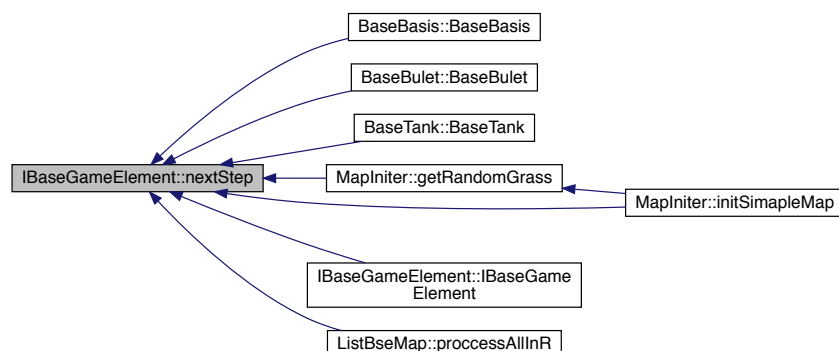 BaseBasis::BaseBasis
BaseBulet::BaseBulet
BaseTank::BaseTank
IBaseGameElement::nextStep
MapIniter::getRandomGrass
MapIniter::initSimapleMap
IBaseGameElement::IBaseGame
Element
ListBseMap::proccessAllInR